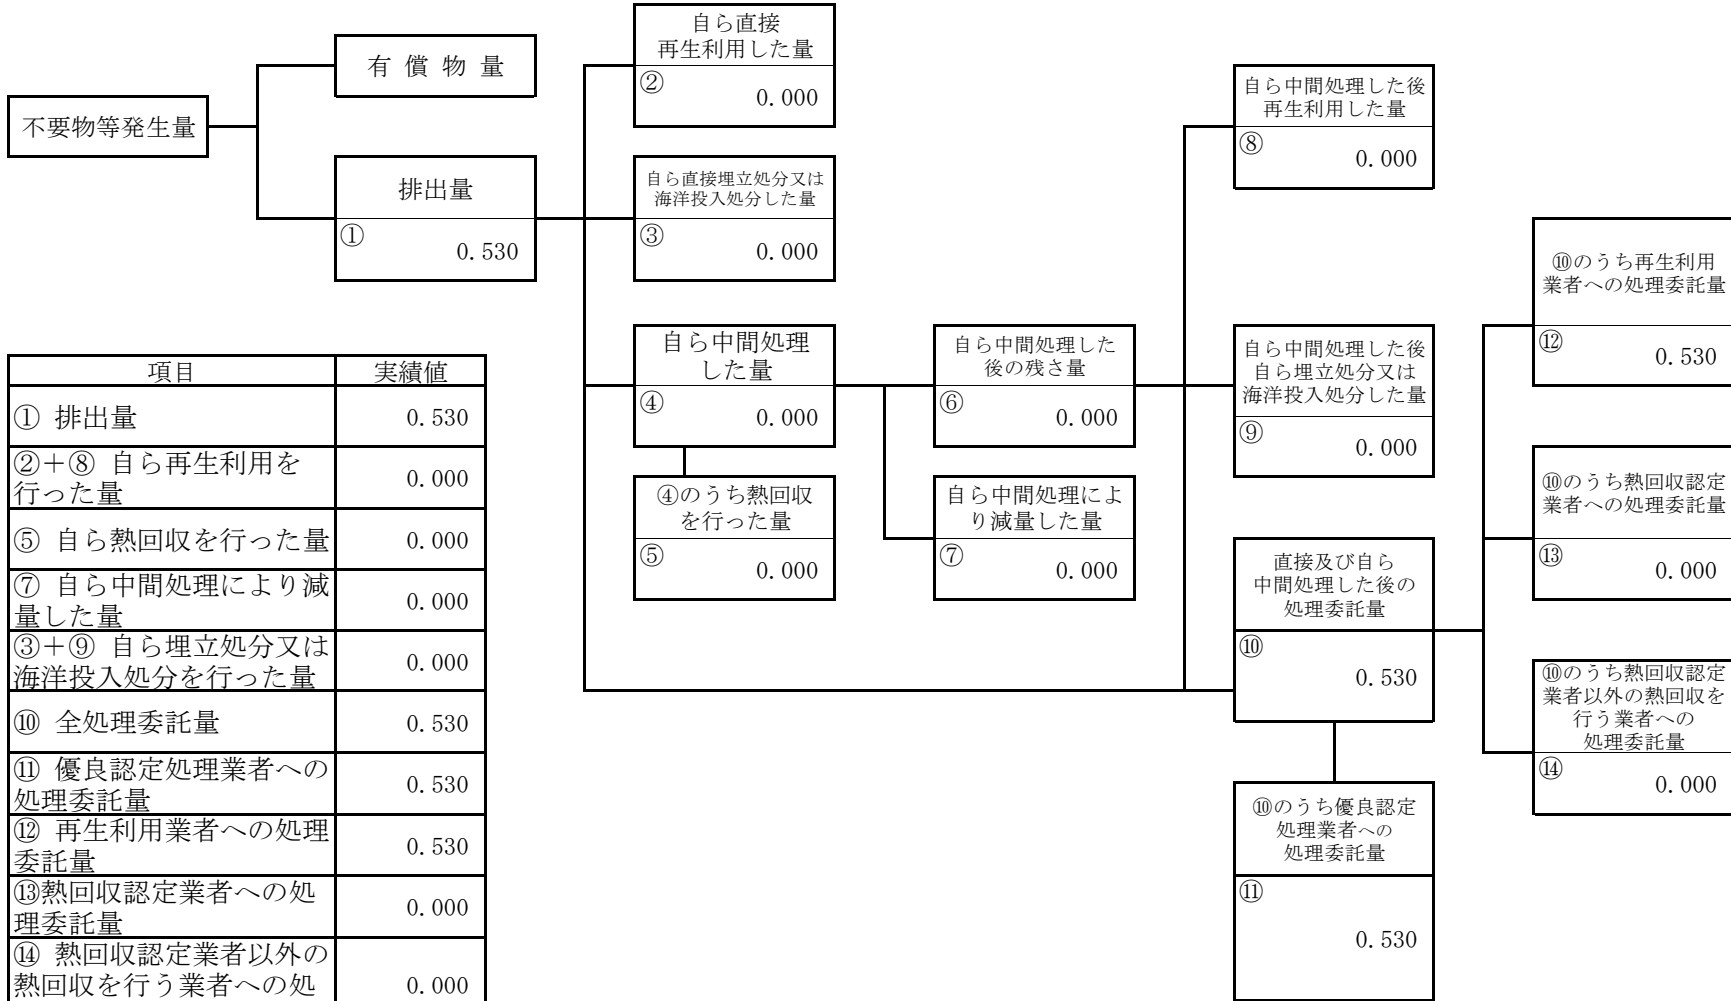 不要物等発生量
有 償 物 量
排出量
①
0.530
自ら直接
再生利用した量
②
0.000
自ら直接埋立処分又は
海洋投入処分した量
③
0.000
自ら中間処理
した量
④
0.000
④のうち熱回収
を行った量
⑤
0.000
自ら中間処理した
後の残さ量
⑥
0.000
自ら中間処理によ
り減量した量
⑦
0.000
自ら中間処理した後
再生利用した量
⑧
0.000
自ら中間処理した後
自ら埋立処分又は
海洋投入処分した量
⑨
0.000
直接及び自ら
中間処理した後の
処理委託量
⑩
0.530
⑩のうち優良認定
処理業者への
処理委託量
⑪
0.530
⑩のうち再生利用
業者への処理委託量
⑫
0.530
⑩のうち熱回収認定
業者への処理委託量
⑬
0.000
⑩のうち熱回収認定
業者以外の熱回収を
行う業者への
処理委託量
⑭
0.000
項目 実績値
① 排出量 0.530
②+⑧ 自ら再生利用を
行った量 0.000
⑤ 自ら熱回収を行った量 0.000
⑦ 自ら中間処理により減
量した量 0.000
③+⑨ 自ら埋立処分又は
海洋投入処分を行った量 0.000
⑩ 全処理委託量 0.530
⑪ 優良認定処理業者への
処理委託量 0.530
⑫ 再生利用業者への処理
委託量 0.530
⑬熱回収認定業者への処
理委託量 0.000
⑭ 熱回収認定業者以外の
熱回収を行う業者への処 0.000